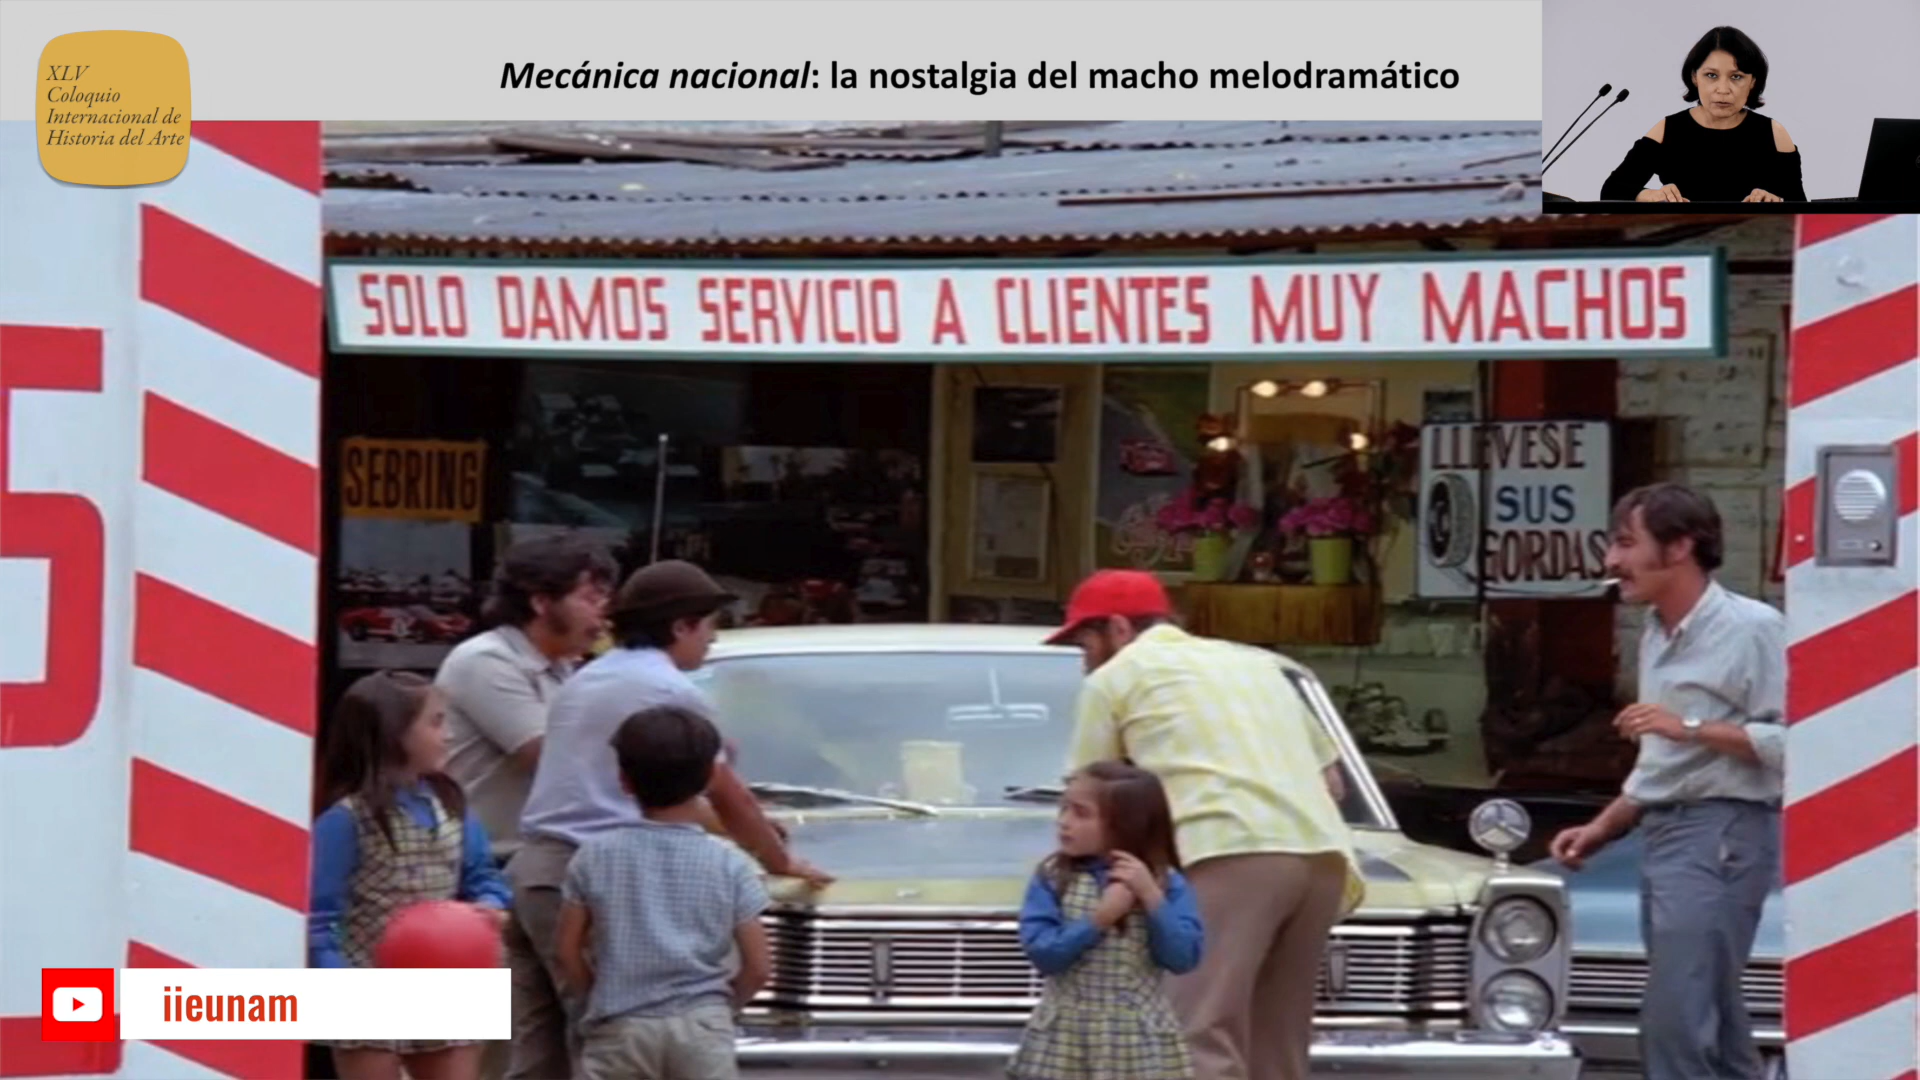 XLV
Coloquio
Internacional de
Historia del Arte
Mecánica nacional: la nostalgia del macho melodramático
SOLO DAMOS SERVICIO A CLIENTES MUY MACHOS
SEBRING
LLEVESE
SUS
GORDAS
5
iieunam